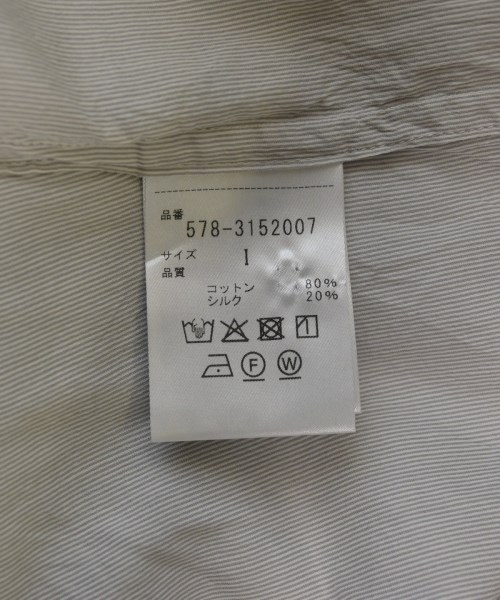 品番
578-3152007
サイズ I
品質
コットン 80%
シルク 20%
F W